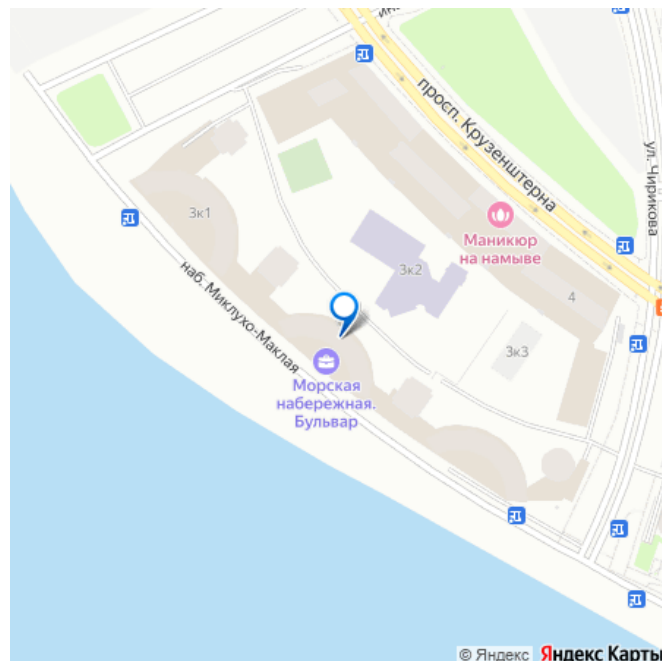 просп. Крузенштерна
ул. Чирикова
3к1
Маникюр
на намыве
3к2
4
наб. Миклухо-Маклая
3к3
Морская
набережная.
Бульвар
© Яндекс Яндекс Карты